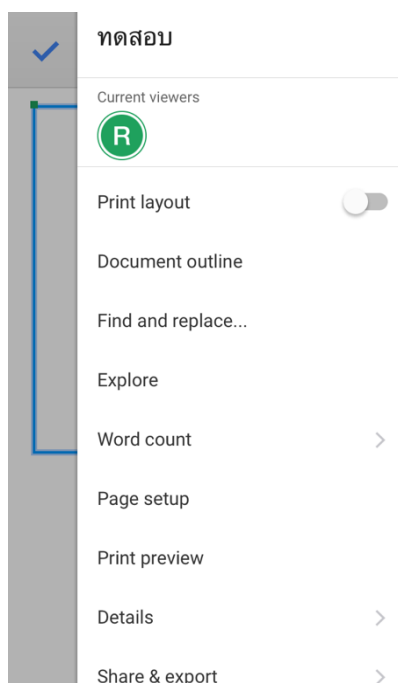 ทดสอบ
Current viewers
R
Print layout
Document outline
Find and replace...
Explore
Word count
Page setup
Print preview
Details
Share & export